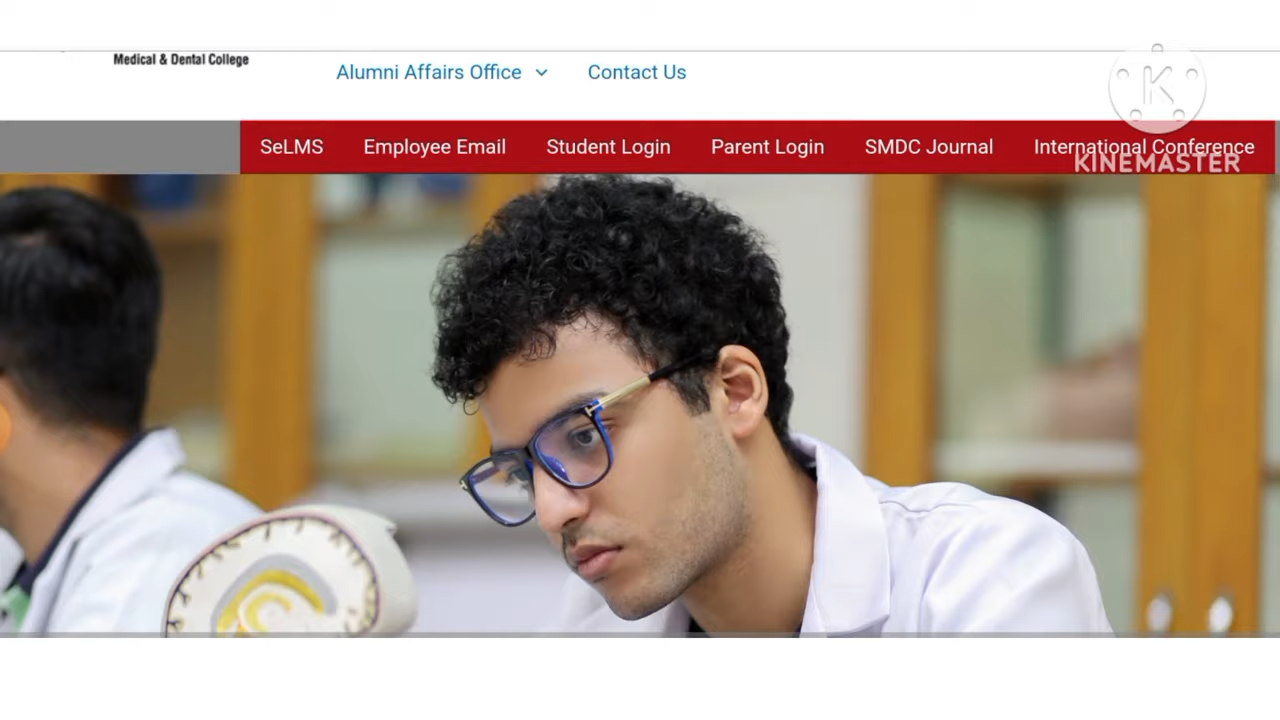 Medical & Dental College
Alumni Affairs Office
Contact Us
SeLMS
Employee Email
Student Login
Parent Login
SMDC Journal
International Conference
K
KINEMASTER